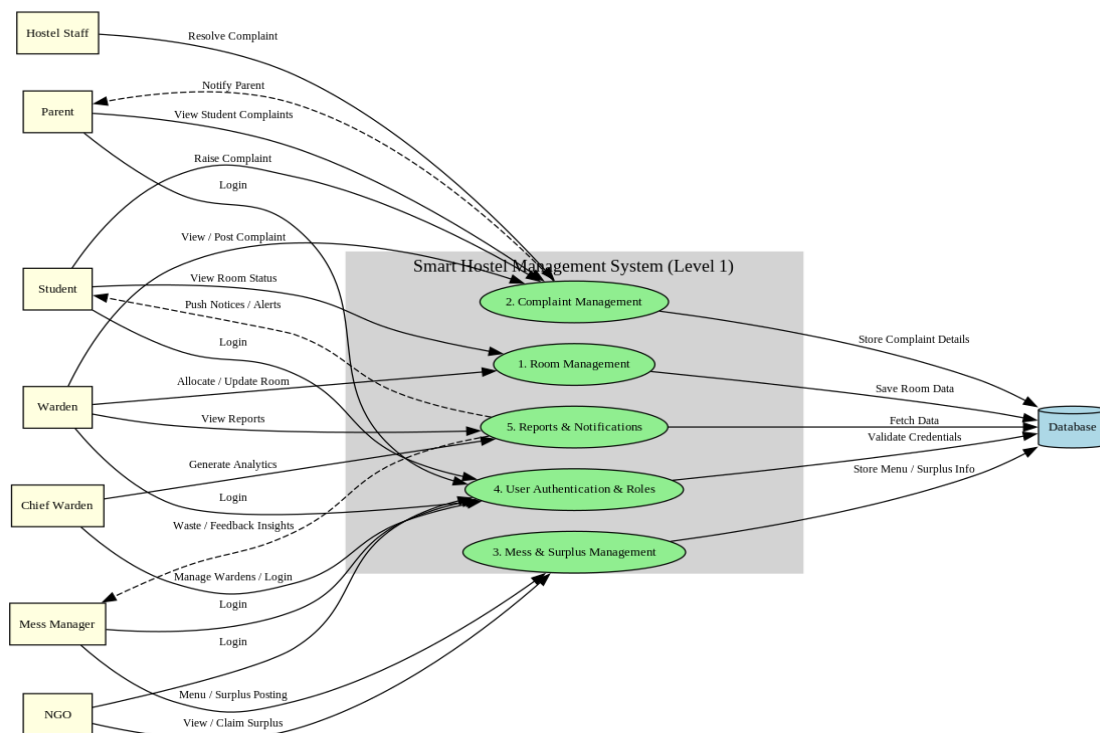 Hostel Staff
Resolve Complaint
Notify Parent
Parent
View Student Complaints
Raise Complaint
Login
View / Post Complaint
Smart Hostel Management System (Level 1)
View Room Status
Student
Push Notices / Alerts
2. Complaint Management
Store Complaint Details
Login
1. Room Management
Allocate / Update Room
Save Room Data
Warden
View Reports
5. Reports & Notifications
Fetch Data
Database
Validate Credentials
Generate Analytics
Store Menu / Surplus Info
4. User Authentication & Roles
Login
Chief Warden
Waste / Feedback Insights
3. Mess & Surplus Management
Manage Wardens / Login
Login
Mess Manager
Login
Menu / Surplus Posting
NGO
View / Claim Surplus